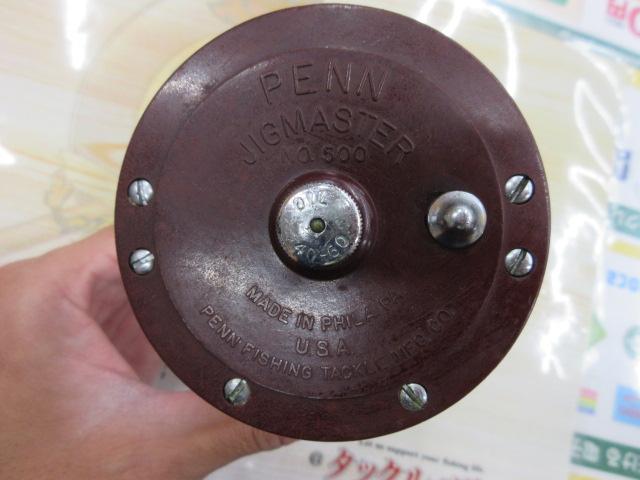 PENN
JIGMASTER
NO. 500
OIL
40-60
MADE IN PHILA. PA.
U.S.A.
PENN FISHING TACKLE MFG. CO.
タックル